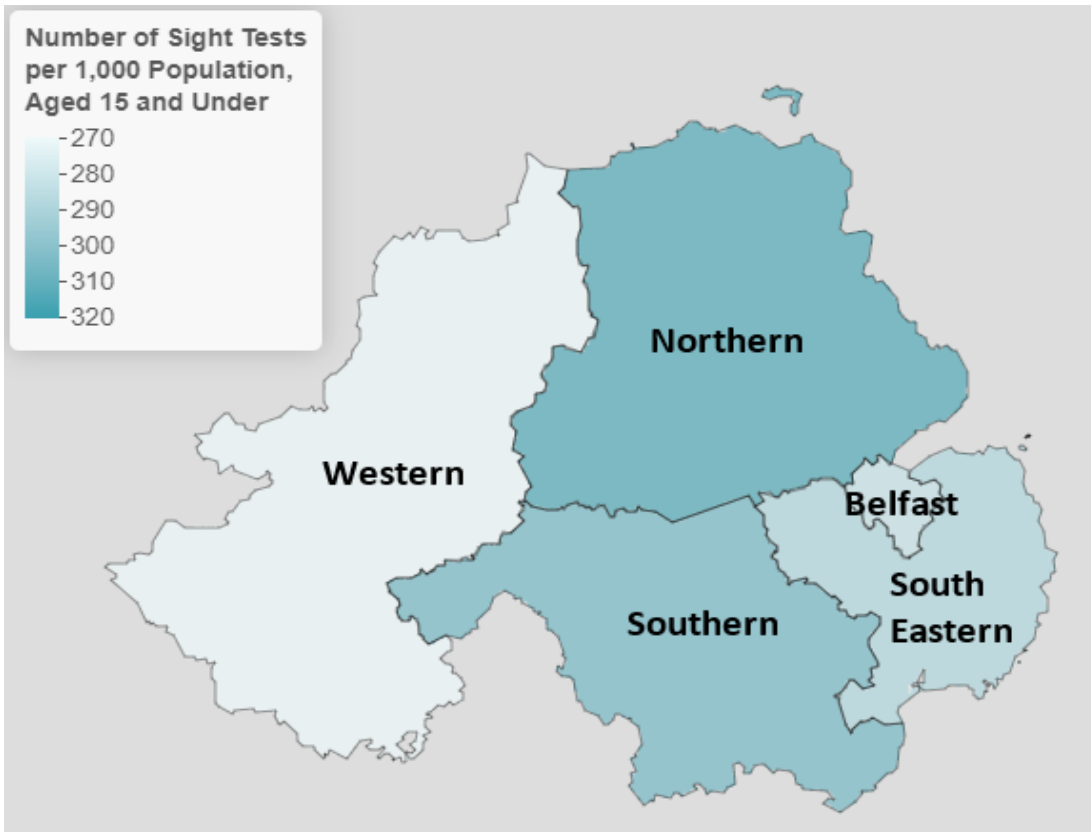 Number of Sight Tests
per 1,000 Population,
Aged 15 and Under
270
280
290
300
310
320
Northern
Western
Belfast
South
Eastern
Southern